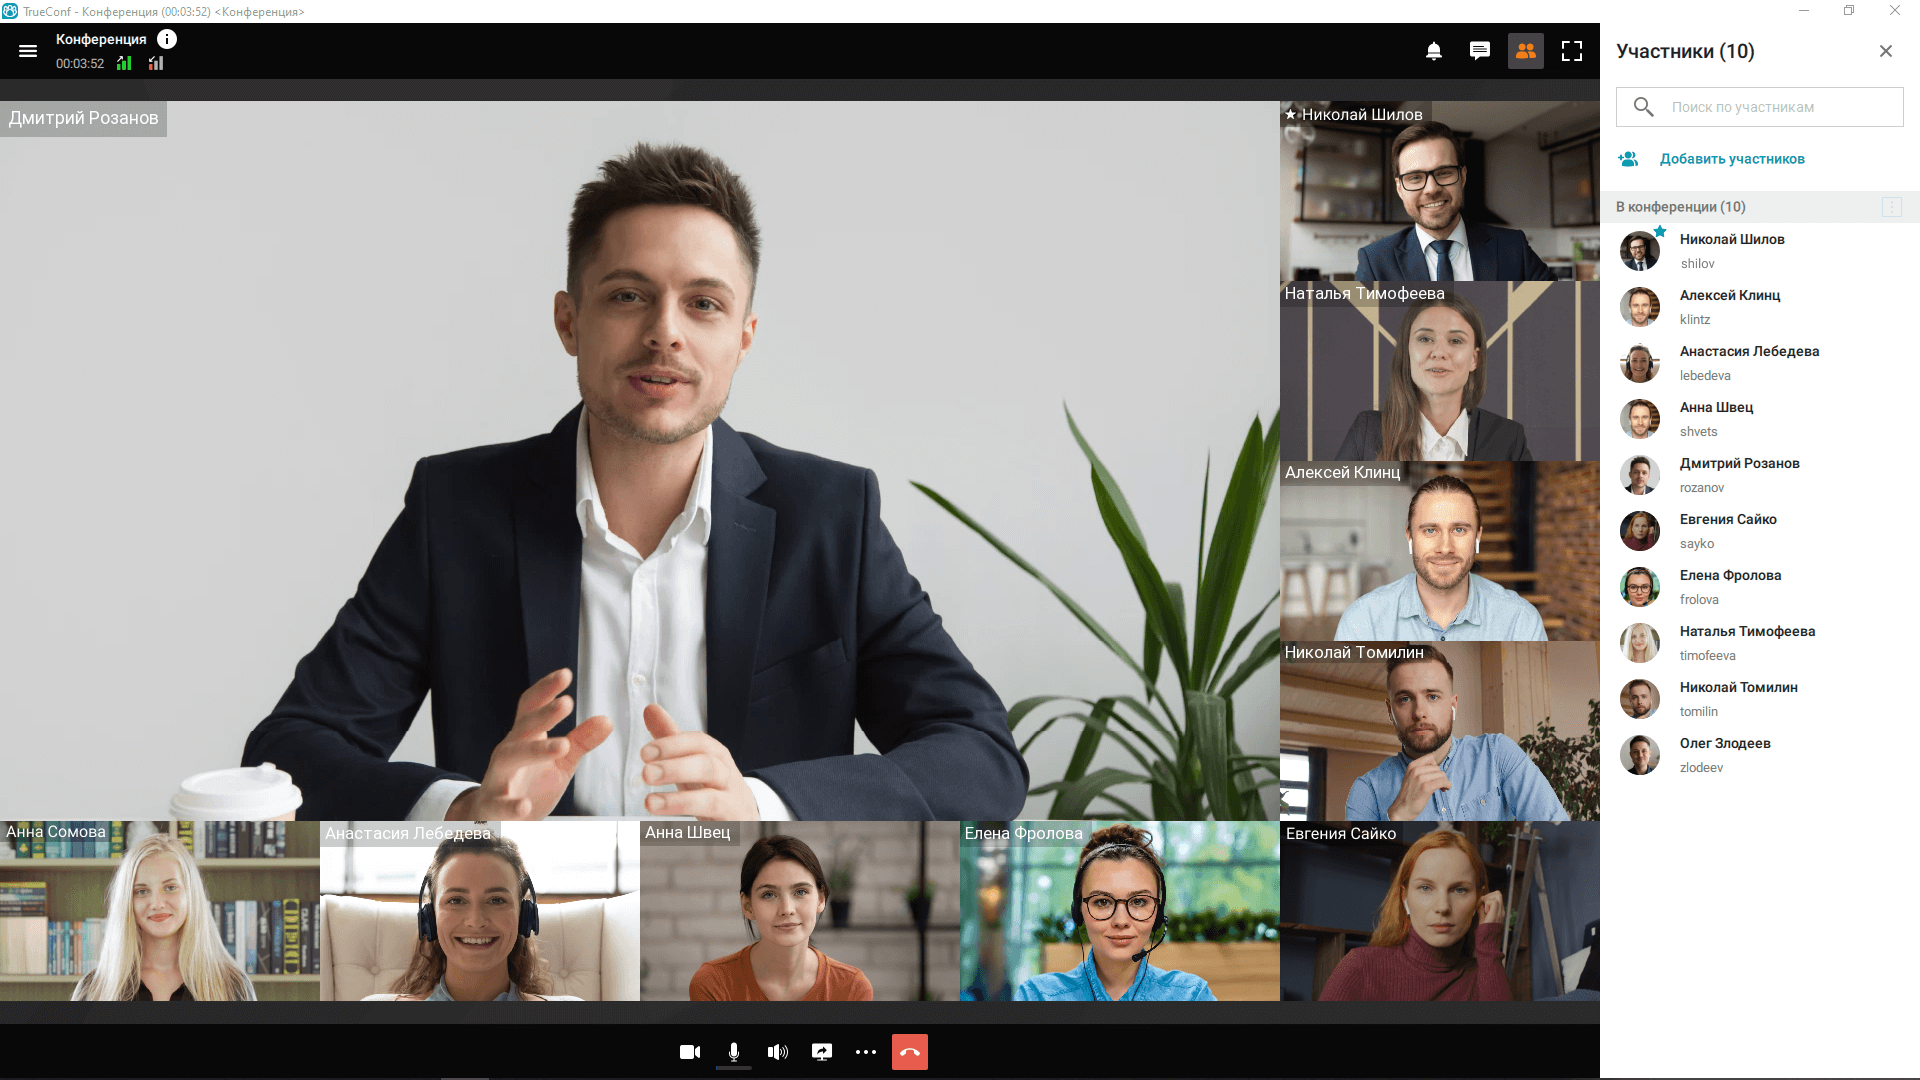 TrueConf - Конференция (00:03:52) <Конференция>
Конференция
00:03:52
Дмитрий Розанов
Николай Шилов
Наталья Тимофеева
Алексей Клинц
Николай Томилин
Анна Сомова
Анастасия Лебедева
Анна Швец
Елена Фролова
Евгения Сайко
Участники (10)
Поиск по участникам
Добавить участников
В конференции (10)
Николай Шилов
shilov
Алексей Клинц
klintz
Анастасия Лебедева
lebedeva
Анна Швец
shvets
Дмитрий Розанов
rozanov
Евгения Сайко
sayko
Елена Фролова
frolova
Наталья Тимофеева
timofeeva
Николай Томилин
tomilin
Олег Злодеев
zlodeev